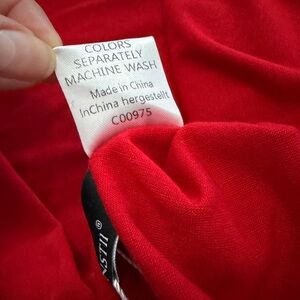 COLORS
SEPARATELY
MACHINE WASH
Made in China
InChina hergestellt
C00975